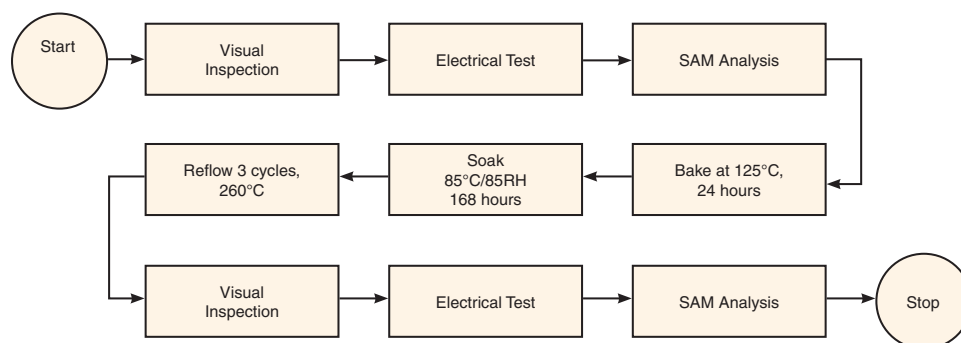 Start
Visual
Inspection
Electrical Test
SAM Analysis
Bake at 125°C,
24 hours
Soak
85°C/85RH
168 hours
Reflow 3 cycles,
260°C
Visual
Inspection
Electrical Test
SAM Analysis
Stop